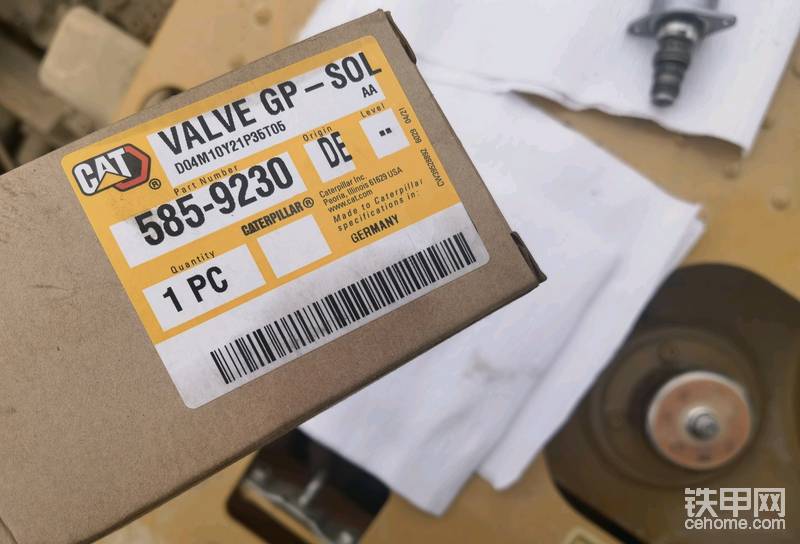 VALVE GP-SOL
AA
D04M10Y21P35T05
CAT®
Part Number
585-9230
Origin
DE
Level
--
CATERPILLAR®
Caterpillar Inc.
Peoria, Illinois 61629 USA
www.cat.com
Made to Caterpillar
specifications in:
GERMANY
Quantity
1 PC
铁甲网
cehome.com